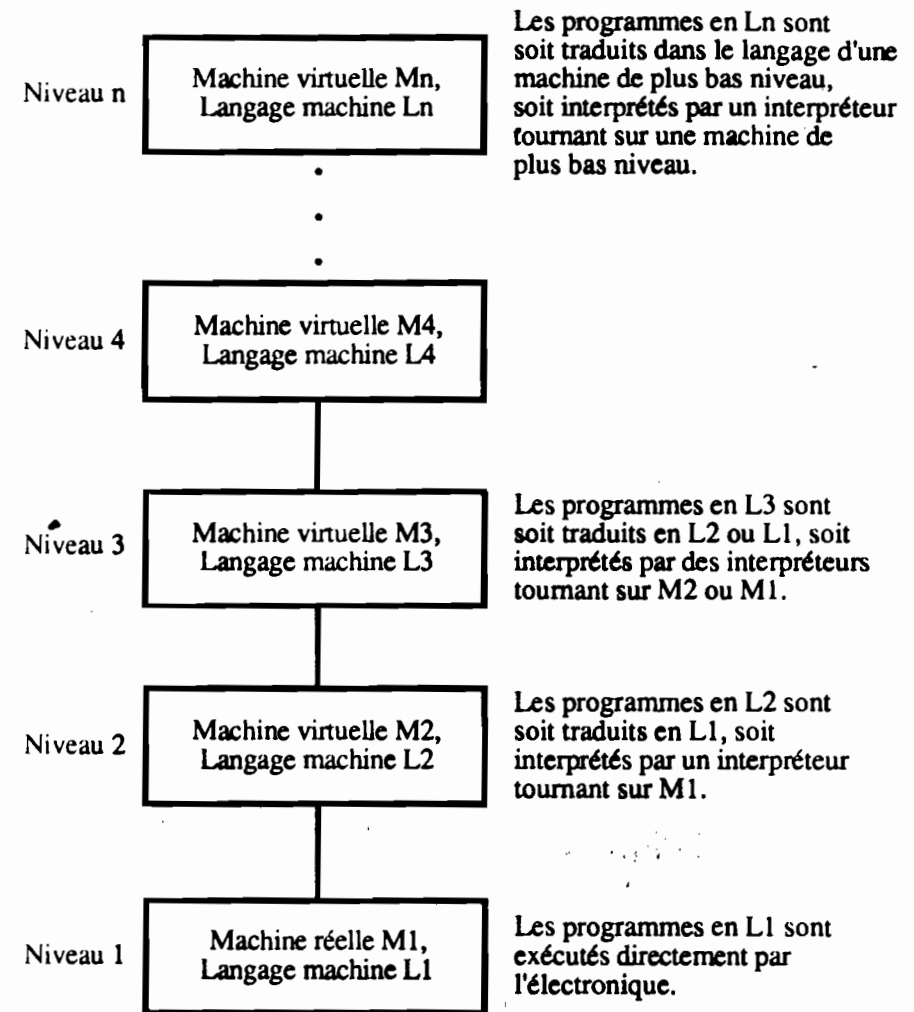 Niveau n
Machine virtuelle Mn,
Langage machine Ln
Les programmes en Ln sont
soit traduits dans le langage d'une
machine de plus bas niveau,
soit interprétés par un interpréteur
tournant sur une machine de
plus bas niveau.
Niveau 4
Machine virtuelle M4,
Langage machine L4
Niveau 3
Machine virtuelle M3,
Langage machine L3
Les programmes en L3 sont
soit traduits en L2 ou L1, soit
interprétés par des interpréteurs
tournant sur M2 ou M1.
Niveau 2
Machine virtuelle M2,
Langage machine L2
Les programmes en L2 sont
soit traduits en L1, soit
interprétés par un interpréteur
tournant sur M1.
Niveau 1
Machine réelle M1,
Langage machine L1
Les programmes en L1 sont
exécutés directement par
l'électronique.